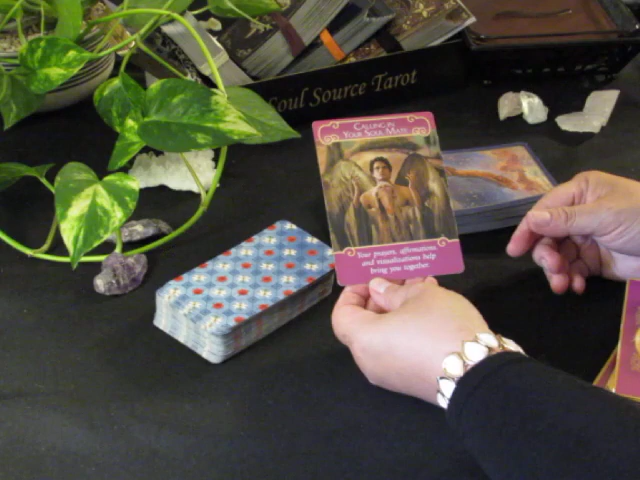 Soul Source Tarot
CALLING IN
YOUR SOUL MATE
Your prayers, affirmations,
and visualizations help
bring you together.